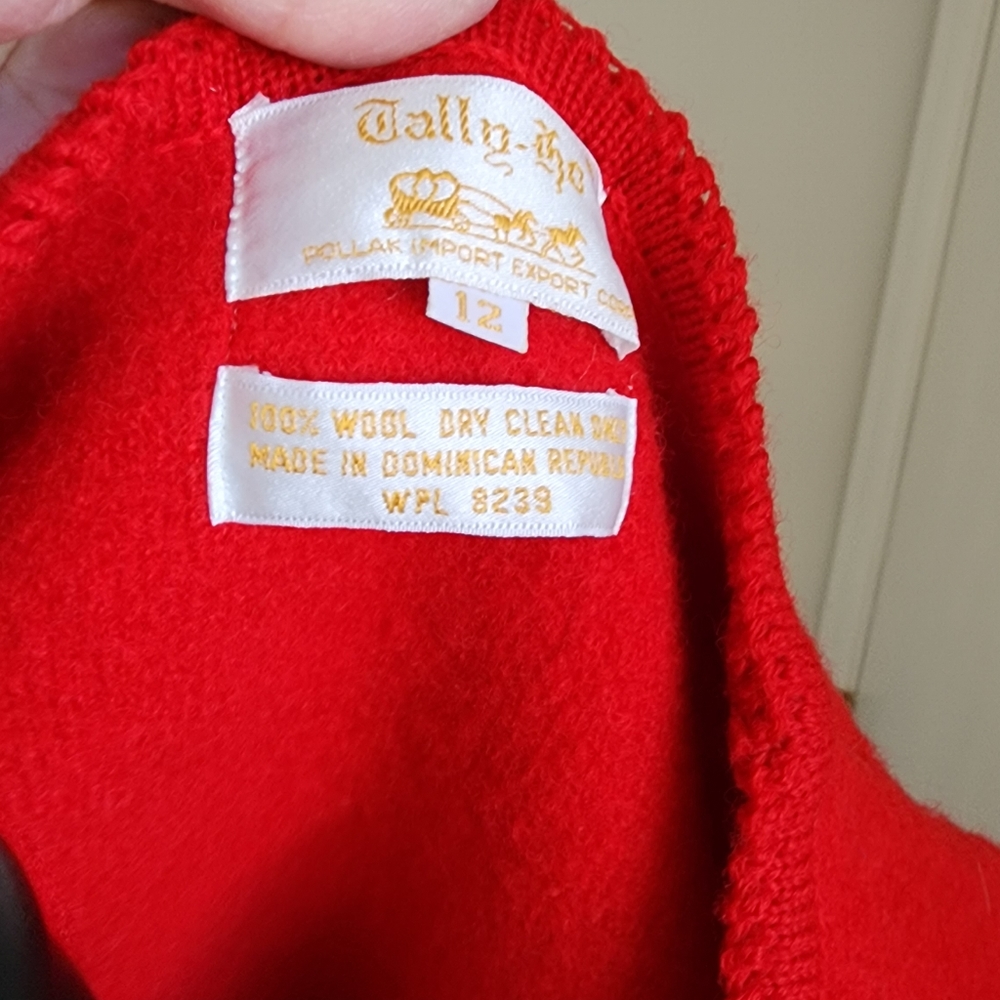 Tally-Ho
POLLAK IMPORT EXPORT CORP
12
100% WOOL DRY CLEAN ONLY
MADE IN DOMINICAN REPUBLIC
WPL 8239